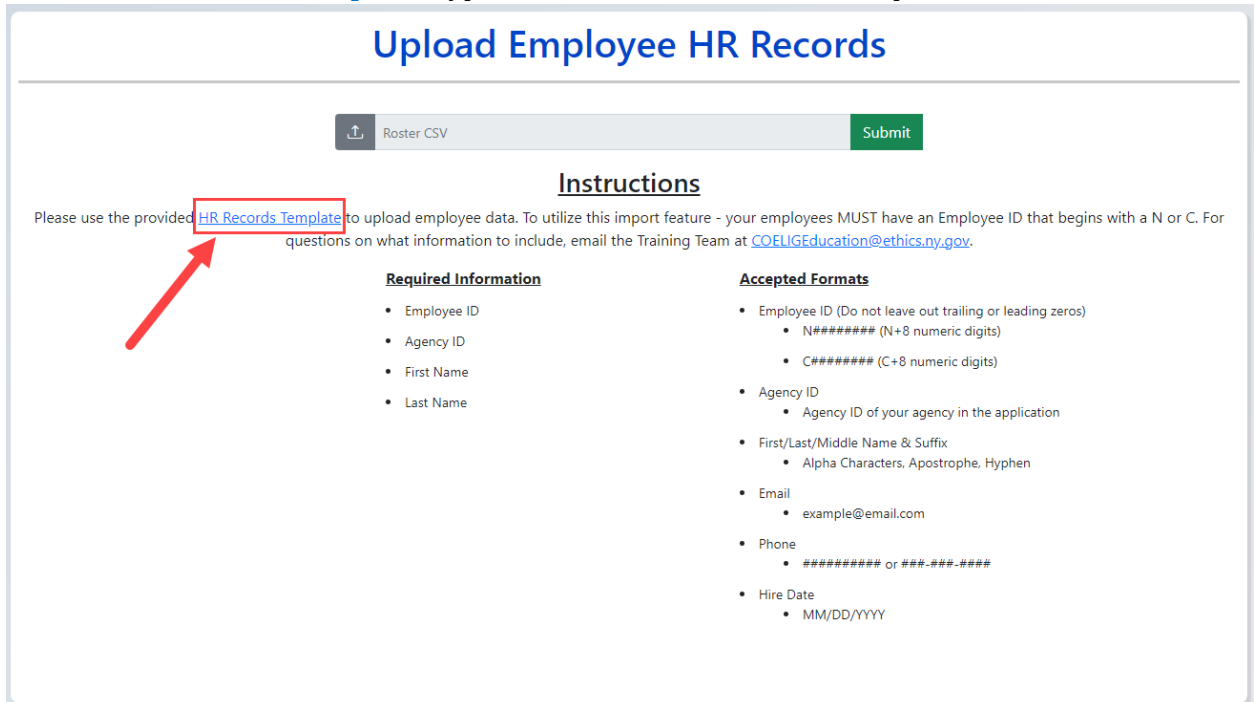 Upload Employee HR Records
Roster CSV
Submit
Instructions
Please use the provided HR Records Template to upload employee data. To utilize this import feature - your employees MUST have an Employee ID that begins with a N or C. For
questions on what information to include, email the Training Team at COELIGEducation@ethics.ny.gov.
Required Information
• Employee ID
• Agency ID
• First Name
• Last Name
Accepted Formats
• Employee ID (Do not leave out trailing or leading zeros)
• N######## (N+8 numeric digits)
• C######## (C+8 numeric digits)
• Agency ID
• Agency ID of your agency in the application
• First/Last/Middle Name & Suffix
• Alpha Characters, Apostrophe, Hyphen
• Email
• example@email.com
• Phone
• ########## or ###-###-####
• Hire Date
• MM/DD/YYYY